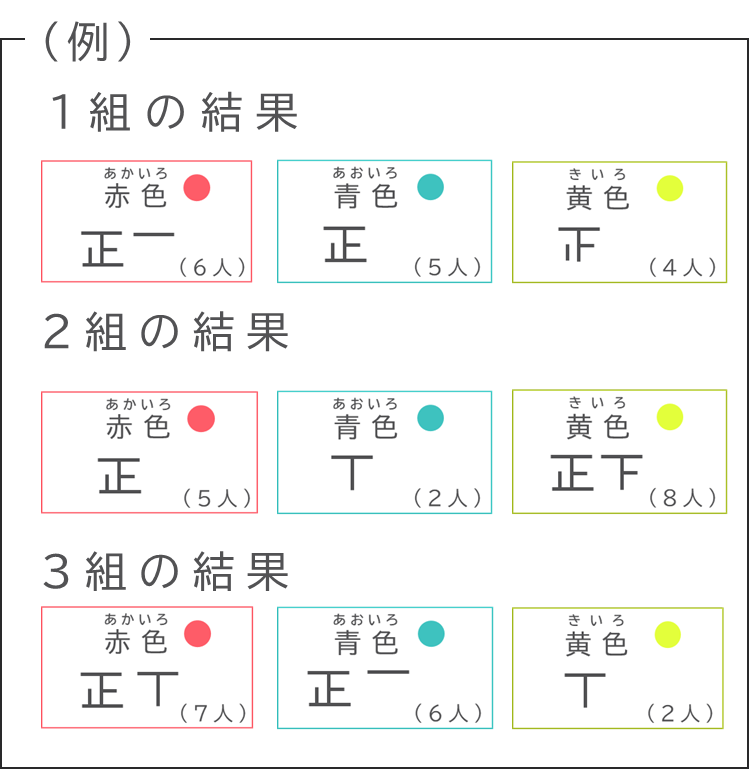 （例）
1組の結果
あかいろ
赤色
正一
（6人）
あおいろ
青色
正
（5人）
きいろ
黄色
（4人）
2組の結果
あかいろ
赤色
正
（5人）
あおいろ
青色
丅
（2人）
きいろ
黄色
正下
（8人）
3組の結果
あかいろ
赤色
正丅
（7人）
あおいろ
青色
正一
（6人）
きいろ
黄色
丅
（2人）